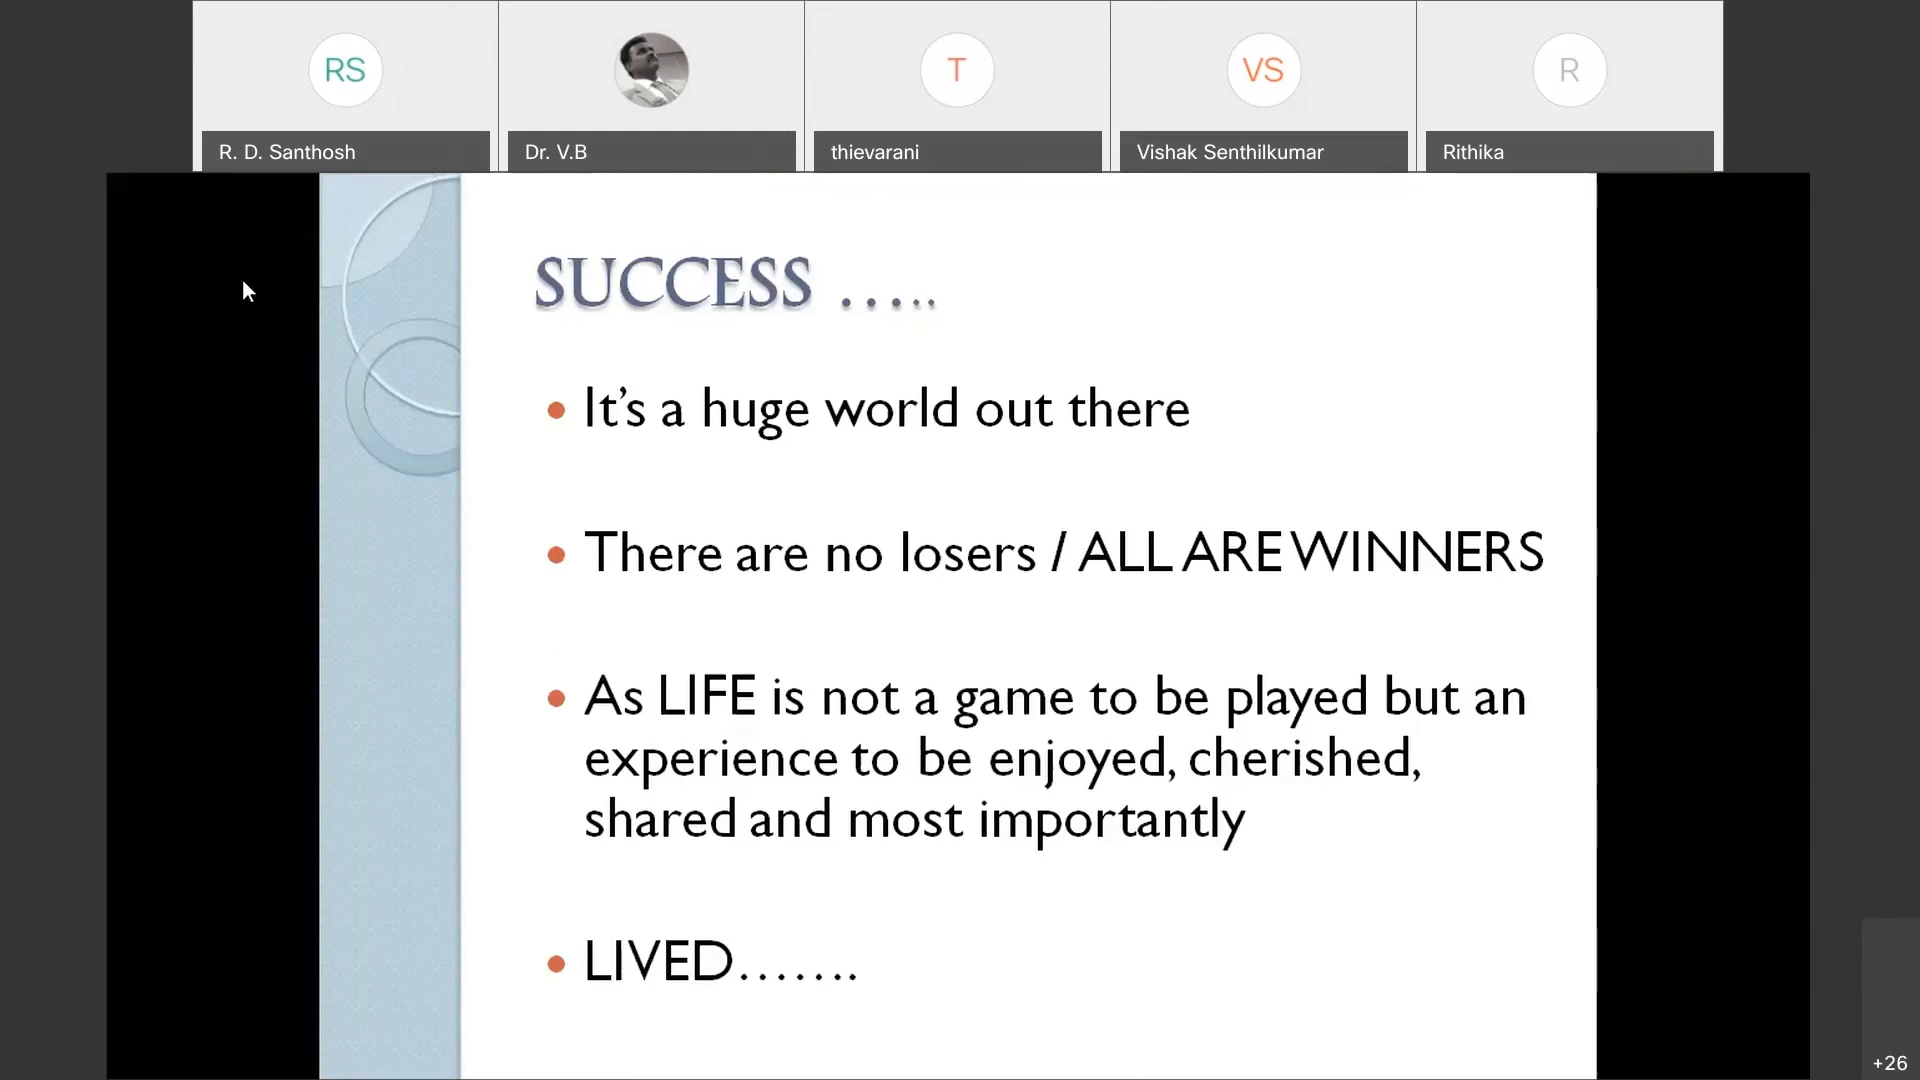 RS
T
VS
R
R. D. Santhosh
Dr. V.B
thievarani
Vishak Senthilkumar
Rithika
SUCCESS .....
• It’s a huge world out there
• There are no losers / ALL ARE WINNERS
• As LIFE is not a game to be played but an
experience to be enjoyed, cherished,
shared and most importantly
• LIVED.......
+26